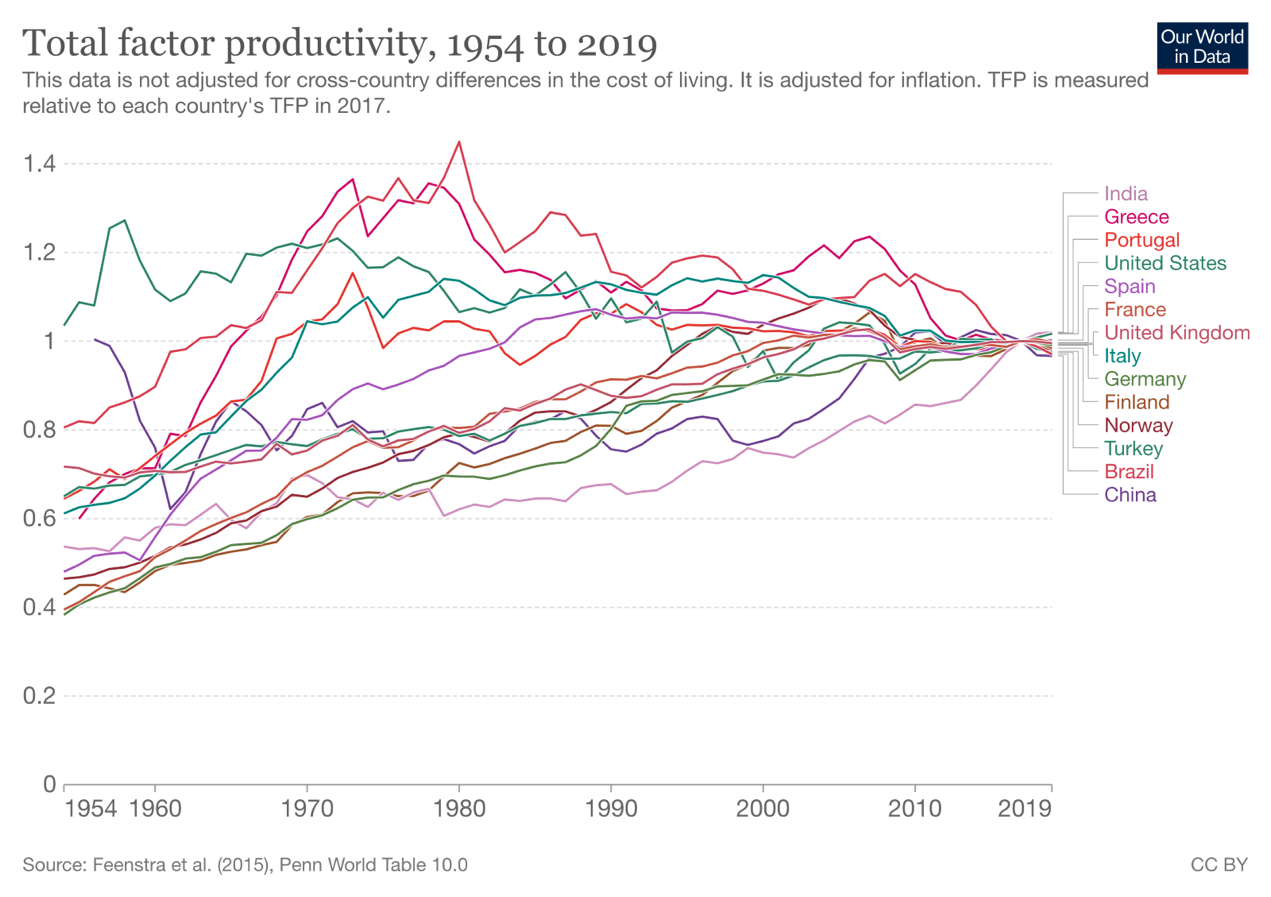 Total factor productivity, 1954 to 2019
Our World
in Data
This data is not adjusted for cross-country differences in the cost of living. It is adjusted for inflation. TFP is measured
relative to each country's TFP in 2017.
1.4
1.2
1
0.8
0.6
0.4
0.2
0
India
Greece
Portugal
United States
Spain
France
United Kingdom
Italy
Germany
Finland
Norway
Turkey
Brazil
China
1954 1960 1970 1980 1990 2000 2010 2019
Source: Feenstra et al. (2015), Penn World Table 10.0
CC BY